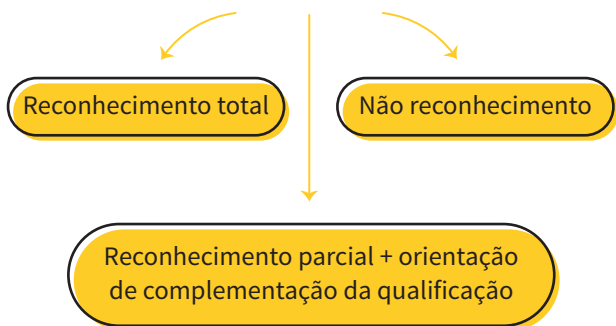 Reconhecimento total
Não reconhecimento
Reconhecimento parcial + orientação
de complementação da qualificação